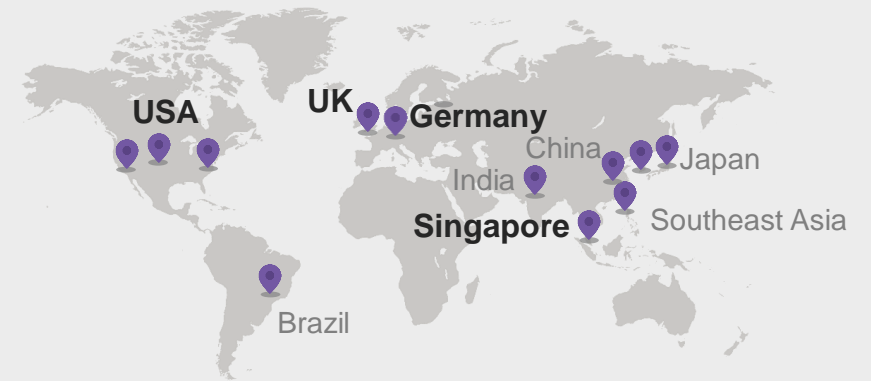 USA
UK
Germany
China
Japan
India
Singapore
Southeast Asia
Brazil